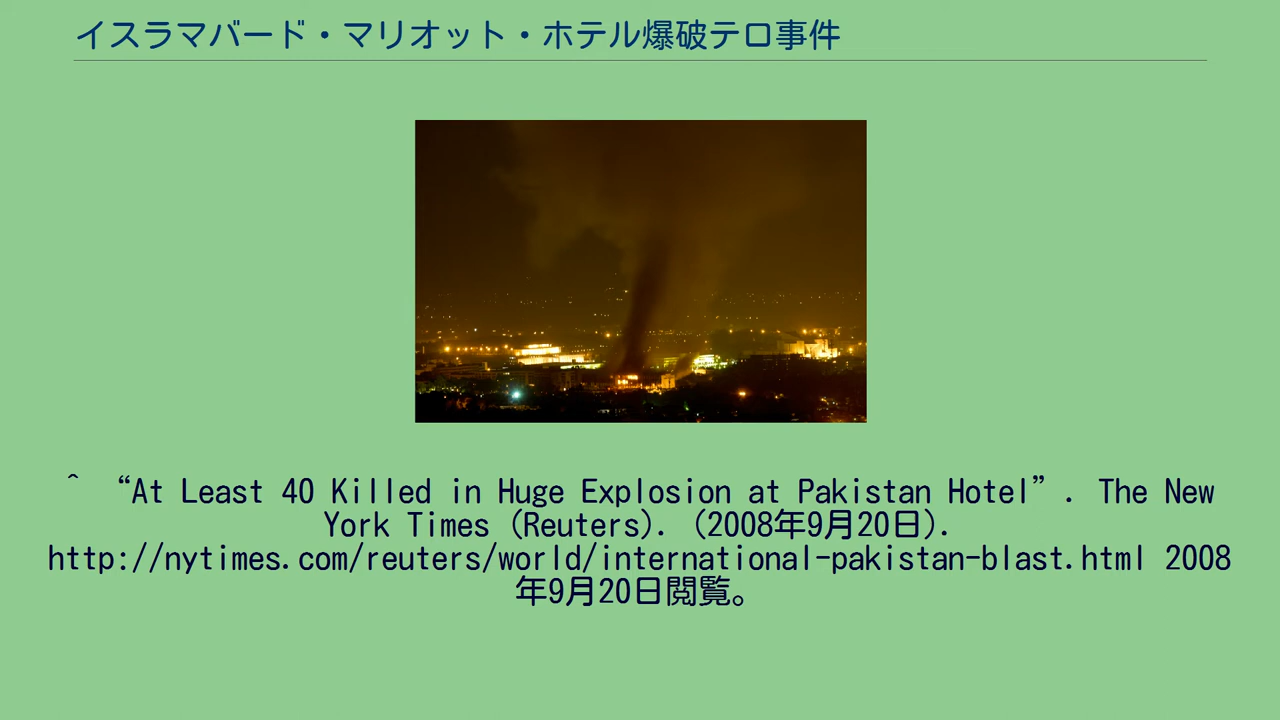 イスラマバード・マリオット・ホテル爆破テロ事件
^ “At Least 40 Killed in Huge Explosion at Pakistan Hotel”. The New
York Times (Reuters). (2008年9月20日).
http://nytimes.com/reuters/world/international-pakistan-blast.html 2008
年9月20日閲覧。